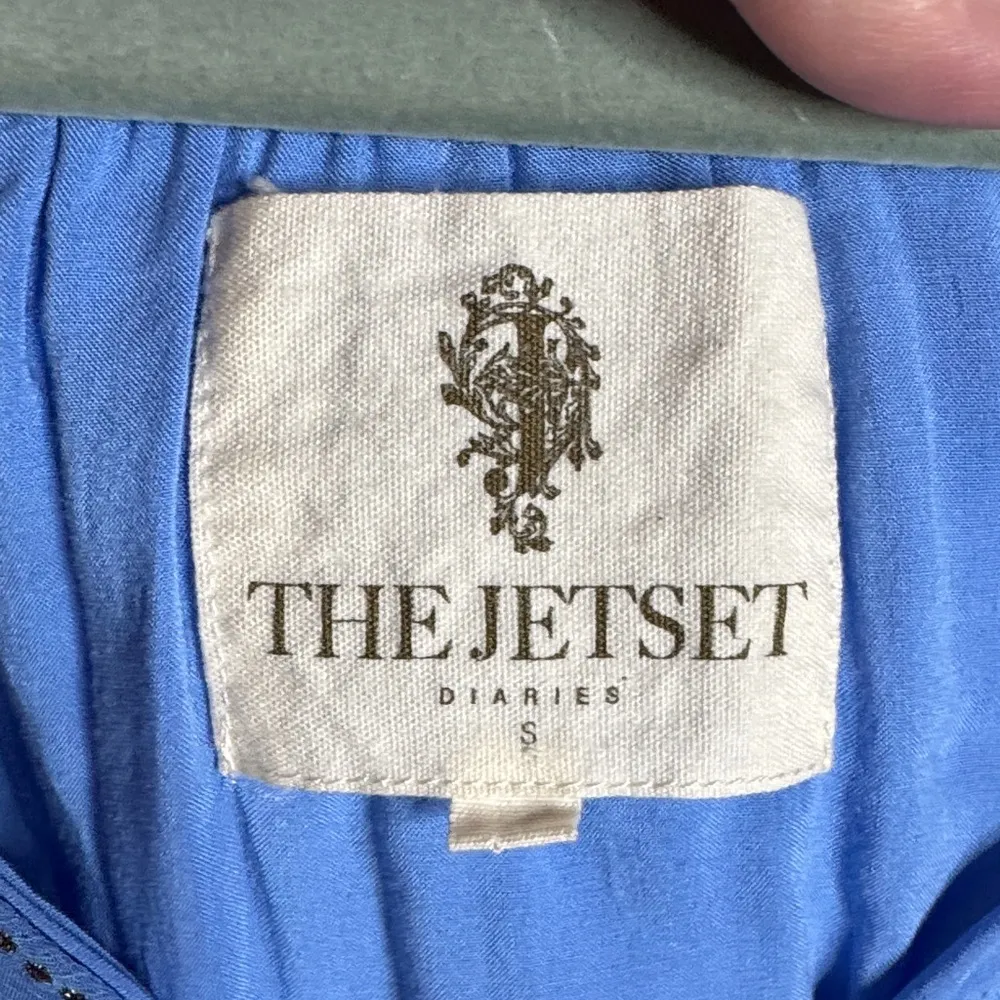 THE JETSET
DIARIES
S